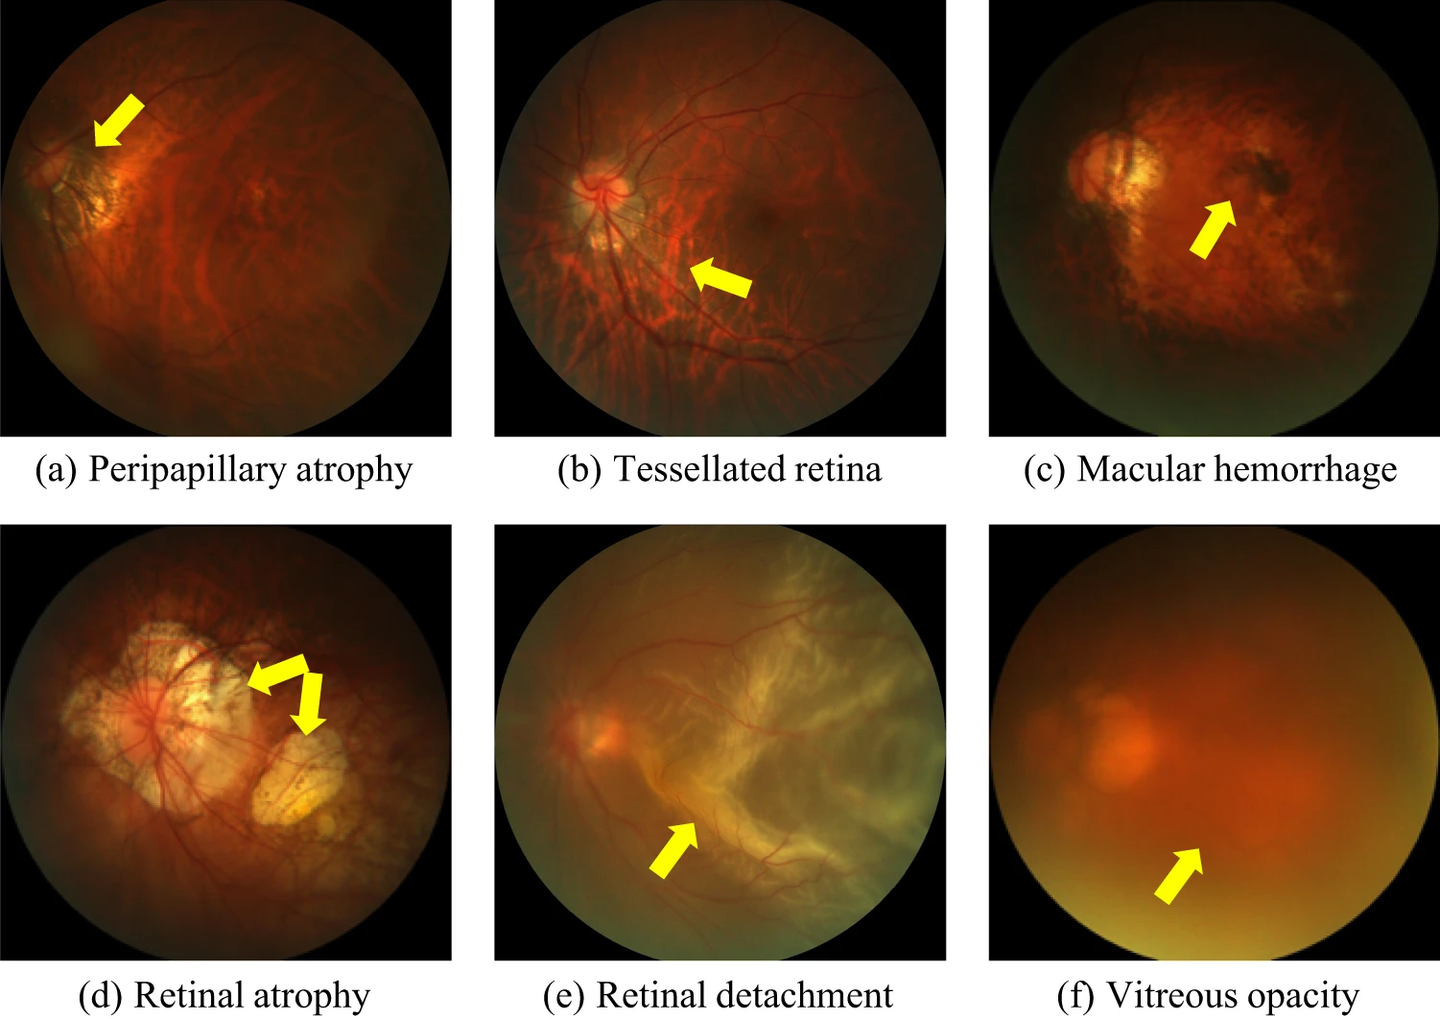 (a) Peripapillary atrophy
(b) Tessellated retina
(c) Macular hemorrhage
(d) Retinal atrophy
(e) Retinal detachment
(f) Vitreous opacity